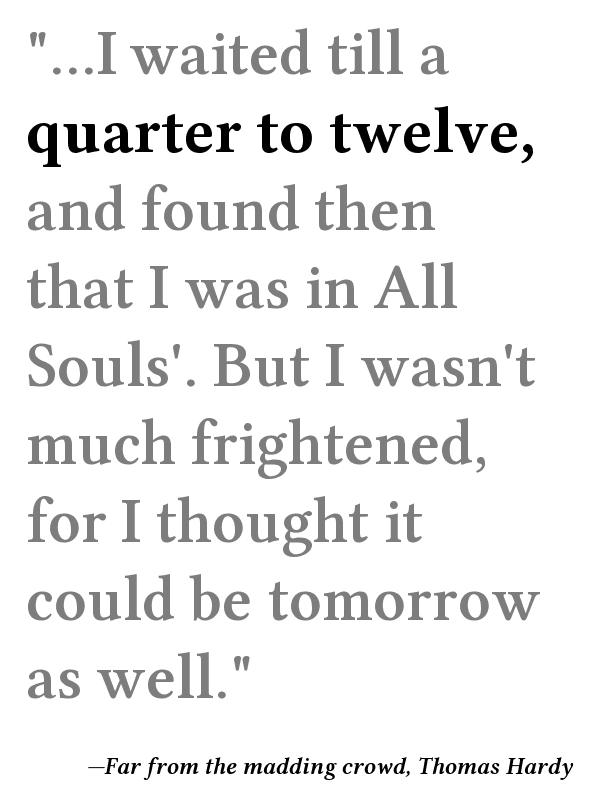 "...I waited till a
quarter to twelve,
and found then
that I was in All
Souls'. But I wasn't
much frightened,
for I thought it
could be tomorrow
as well."
—Far from the madding crowd, Thomas Hardy